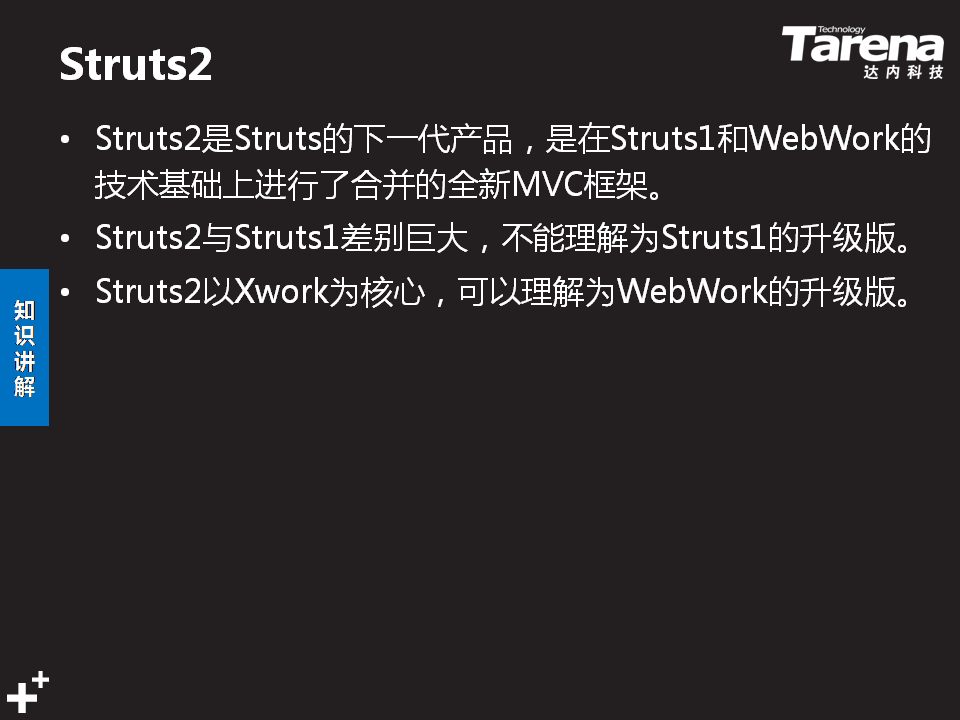 Struts2
Technology
Tarena
达内科技
• Struts2是Struts的下一代产品，是在Struts1和WebWork的
技术基础上进行了合并的全新MVC框架。
• Struts2与Struts1差别巨大，不能理解为Struts1的升级版。
• Struts2以Xwork为核心，可以理解为WebWork的升级版。
知
识
讲
解